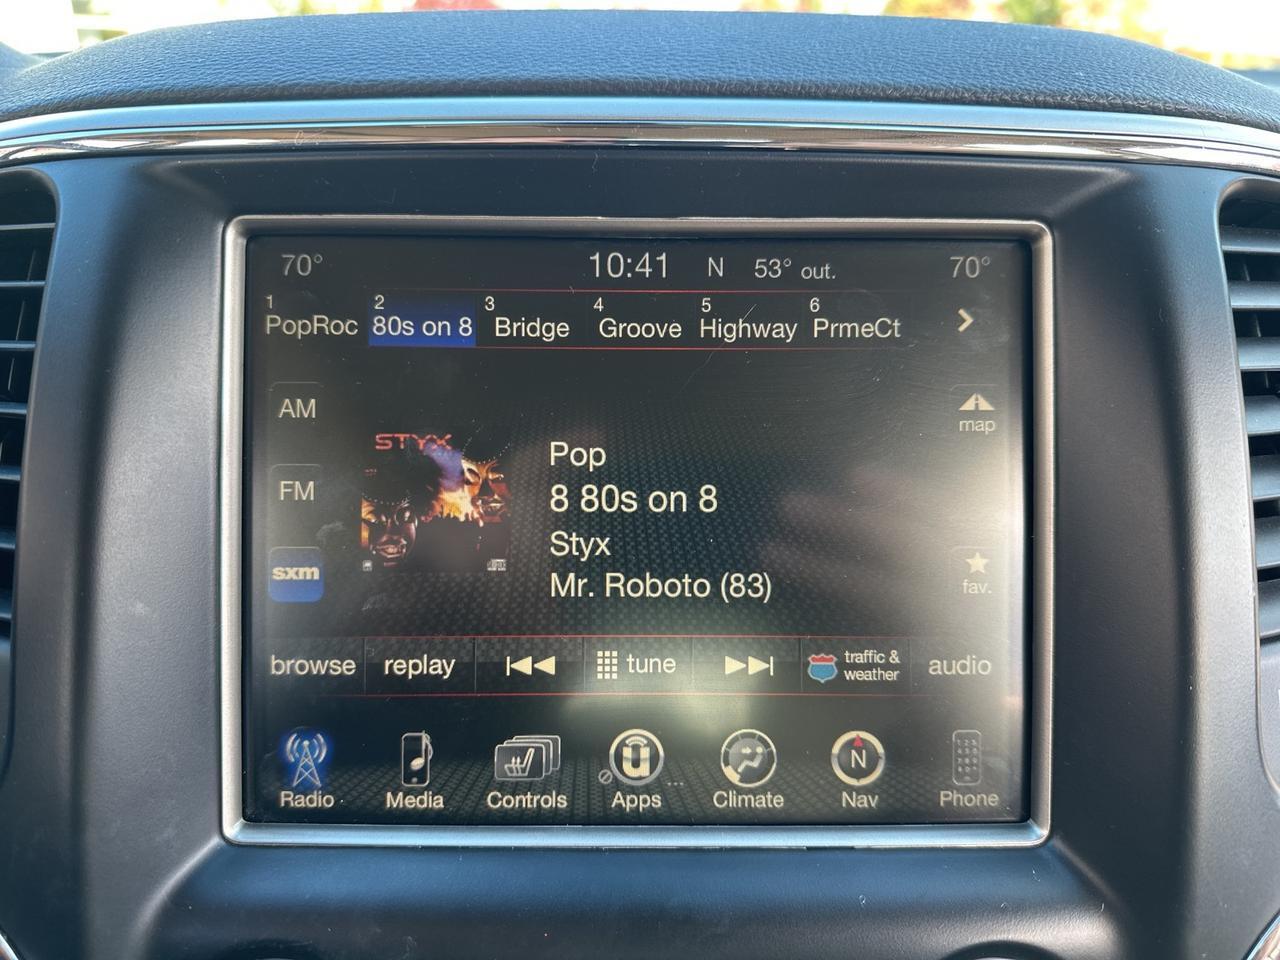 70° 10:41 N 53° out. 70°
1 2 3 4 5 6
PopRoc 80s on 8 Bridge Groove Highway PrmeCt
AM
map
STYX
Pop
FM
8 80s on 8
Styx
sxm
Mr. Roboto (83)
fav.
browse replay tune traffic & weather audio
N
Radio Media Controls Apps Climate Nav Phone